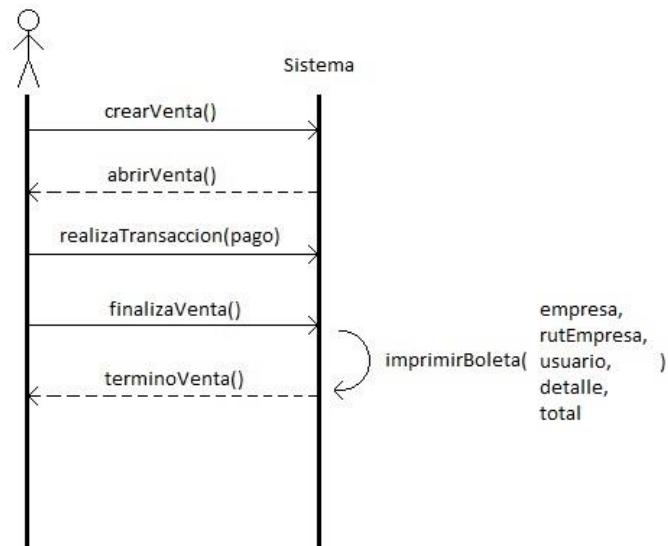 Sistema
crearVenta()
abrirVenta()
realizaTransaccion(pago)
finalizaVenta()
imprimirBoleta(
empresa,
rutEmpresa,
usuario,
detalle,
total
)
terminoVenta()